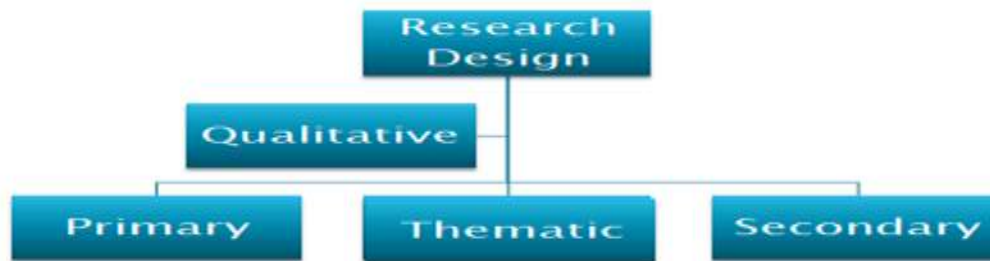 Research
Design
Qualitative
Primary
Thematic
Secondary